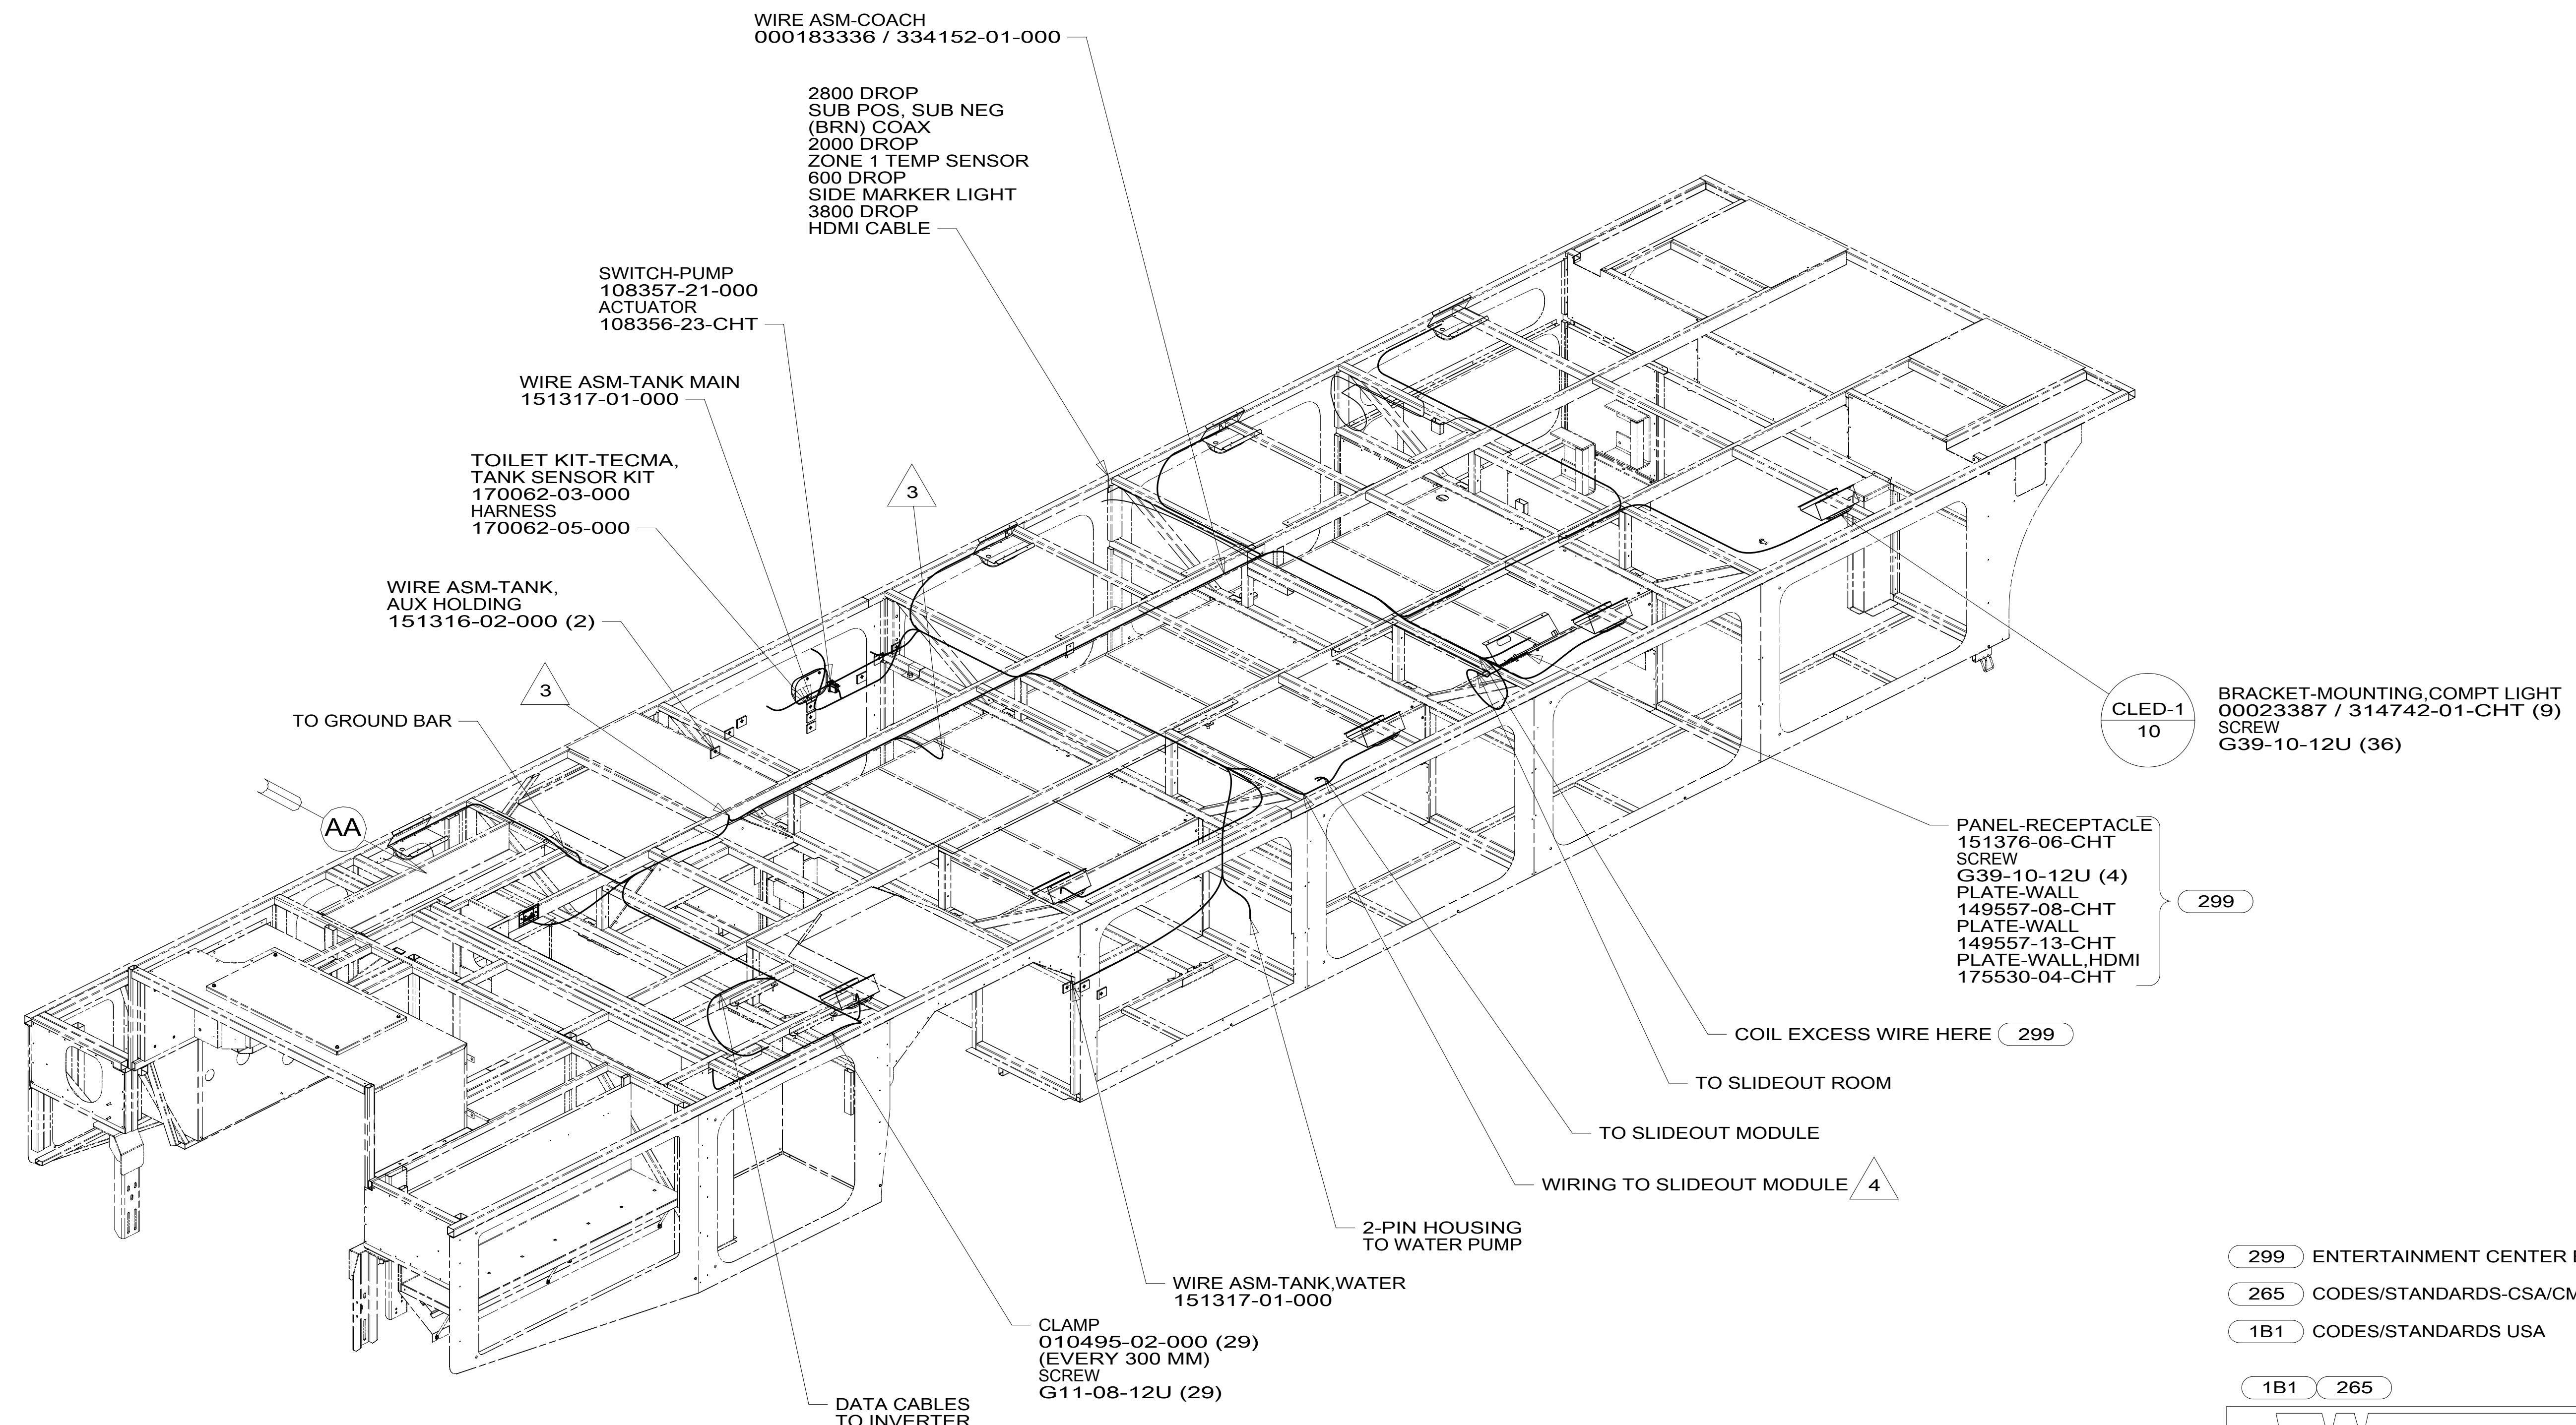 WIRE ASM-COACH
000183336 / 334152-01-000
2800 DROP
SUB POS, SUB NEG
(BRN) COAX
2000 DROP
ZONE 1 TEMP SENSOR
600 DROP
SIDE MARKER LIGHT
3800 DROP
HDMI CABLE
SWITCH-PUMP
108357-21-000
ACTUATOR
108356-23-CHT
WIRE ASM-TANK MAIN
151317-01-000
TOILET KIT-TECMA,
TANK SENSOR KIT
170062-03-000
HARNESS
170062-05-000
3
WIRE ASM-TANK,
AUX HOLDING
151316-02-000 (2)
3
TO GROUND BAR
AA
CLED-1
10
BRACKET-MOUNTING,COMPT LIGHT
00023387 / 314742-01-CHT (9)
SCREW
G39-10-12U (36)
PANEL-RECEPTACLE
151376-06-CHT
SCREW
G39-10-12U (4)
PLATE-WALL
149557-08-CHT
PLATE-WALL
149557-13-CHT
PLATE-WALL,HDMI
175530-04-CHT
299
COIL EXCESS WIRE HERE 299
TO SLIDEOUT ROOM
TO SLIDEOUT MODULE
WIRING TO SLIDEOUT MODULE 4
2-PIN HOUSING
TO WATER PUMP
WIRE ASM-TANK,WATER
151317-01-000
CLAMP
010495-02-000 (29)
(EVERY 300 MM)
SCREW
G11-08-12U (29)
DATA CABLES
TO INVERTER
299 ENTERTAINMENT CENTER
265 CODES/STANDARDS-CSA/CM
1B1 CODES/STANDARDS USA
1B1 265